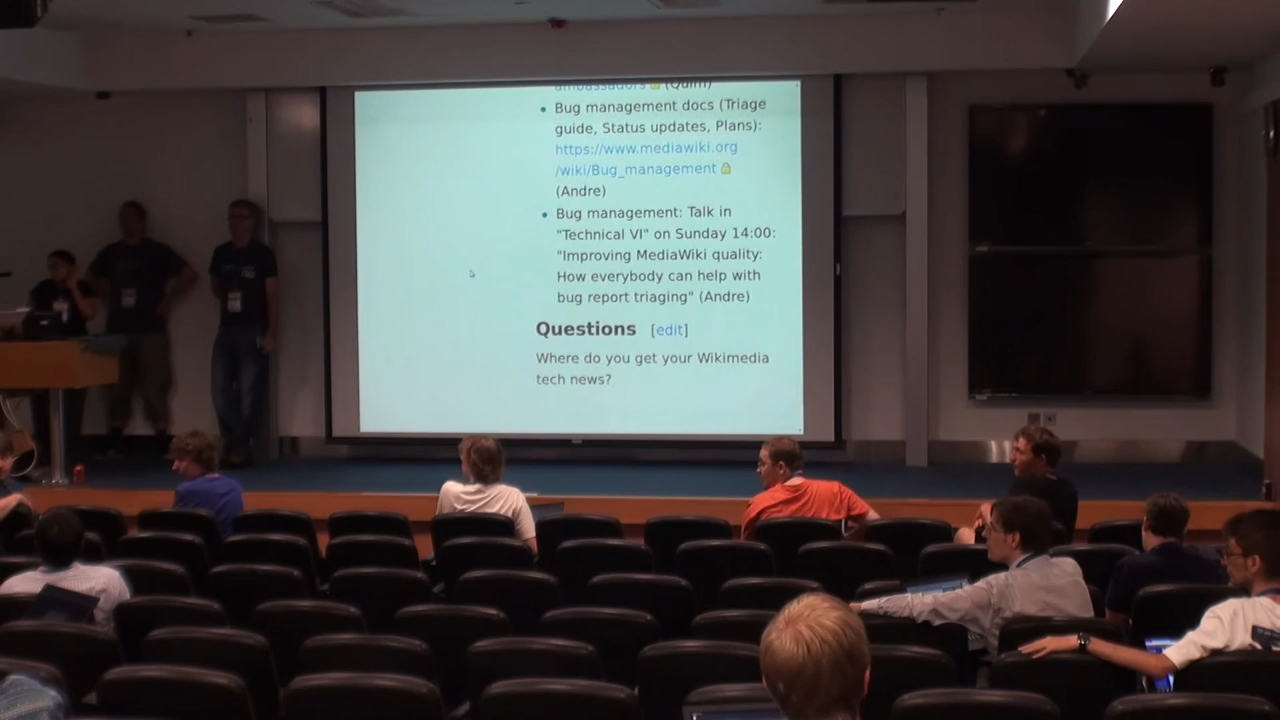 ambassadors (Quim)
Bug management docs (Triage
guide, Status updates, Plans):
https://www.mediawiki.org
/wiki/Bug_management
(Andre)
Bug management: Talk in
"Technical VI" on Sunday 14:00:
"Improving MediaWiki quality:
How everybody can help with
bug report triaging" (Andre)
Questions [edit]
Where do you get your Wikimedia
tech news?